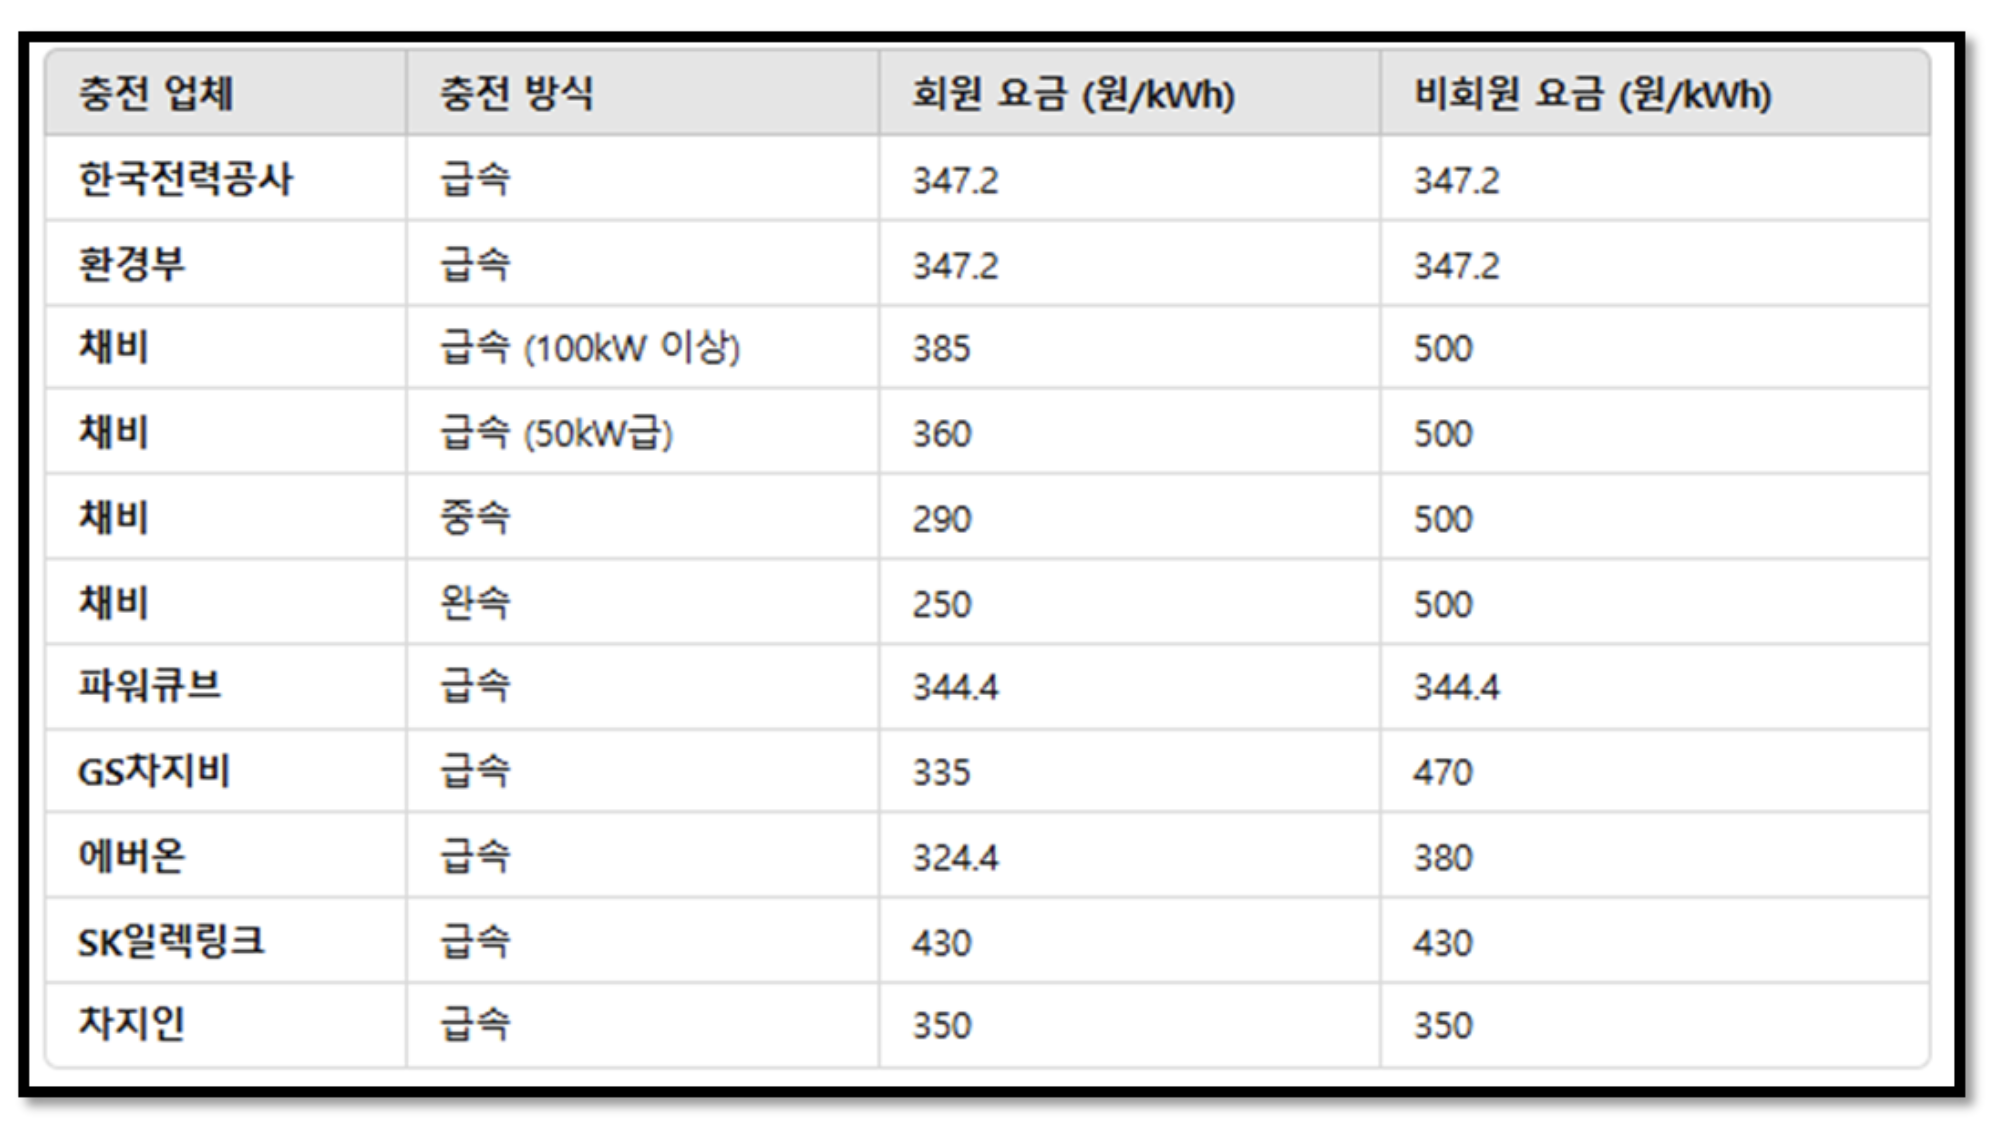 충전 업체 충전 방식 회원 요금 (원/kWh) 비회원 요금 (원/kWh)
한국전력공사 급속 347.2 347.2
환경부 급속 347.2 347.2
채비 급속 (100kW 이상) 385 500
채비 급속 (50kW급) 360 500
채비 중속 290 500
채비 완속 250 500
파워큐브 급속 344.4 344.4
GS차지비 급속 335 470
에버온 급속 324.4 380
SK일렉링크 급속 430 430
차지인 급속 350 350